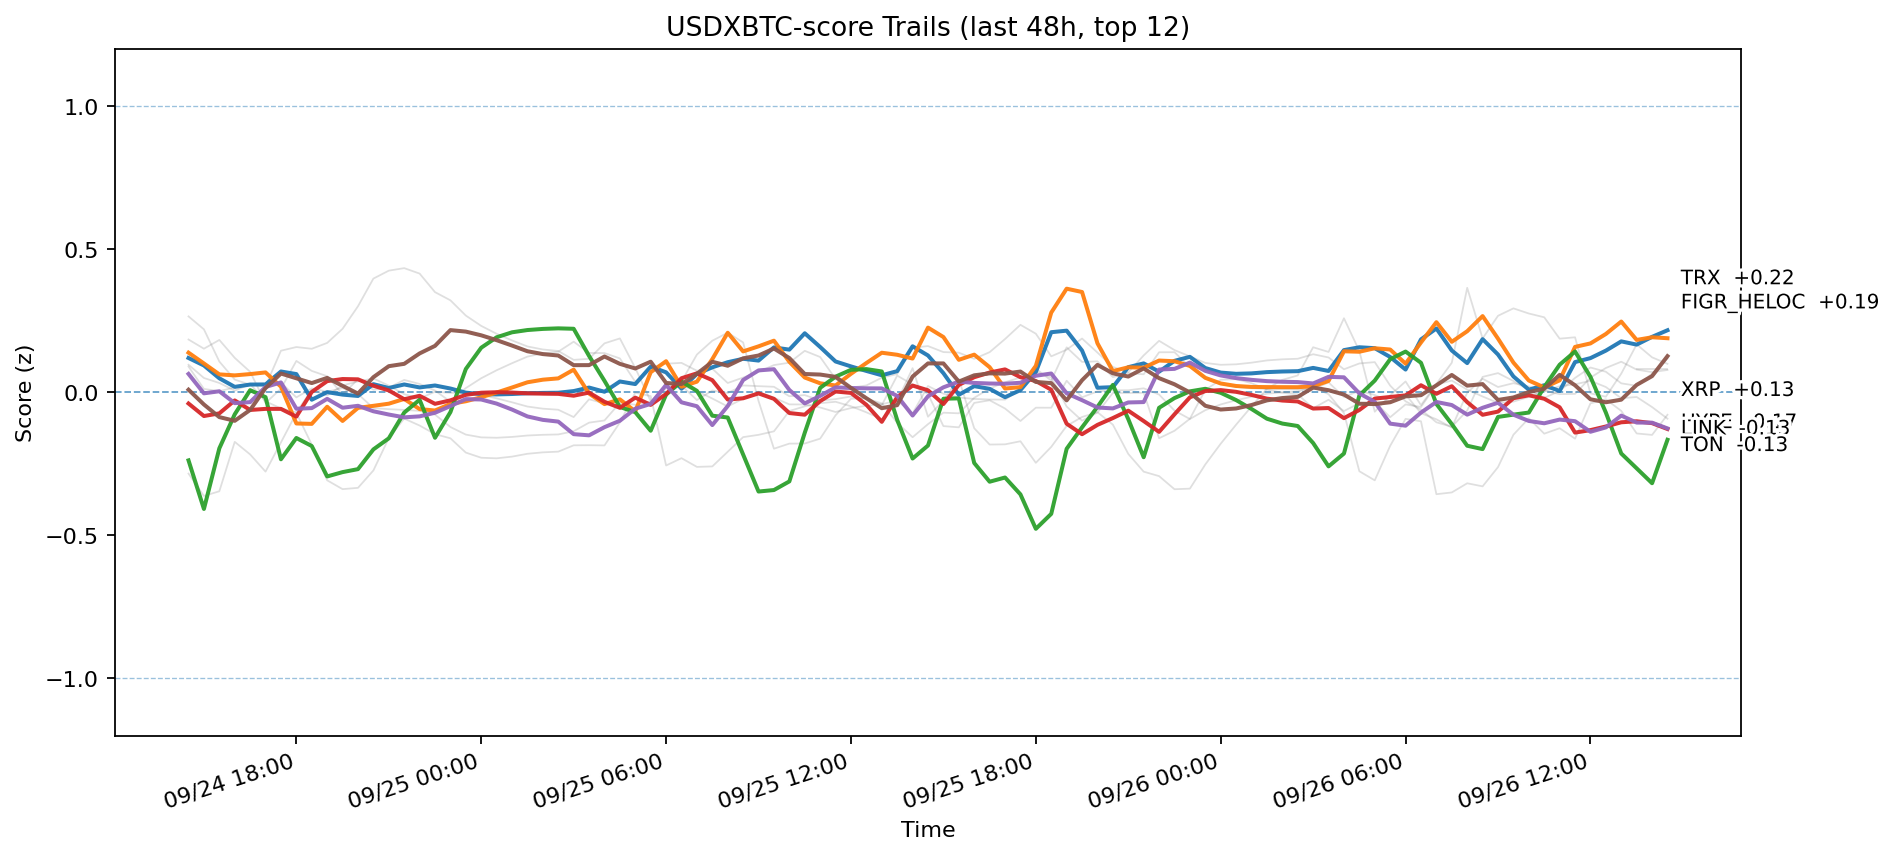 USDXBTC-score Trails (last 48h, top 12)
Score (z)
1.0
0.5
0.0
−0.5
−1.0
TRX +0.22
FIGR_HELOC +0.19
XRP +0.13
LINK -0.13
TON -0.13
09/24 18:00
09/25 00:00
09/25 06:00
09/25 12:00
09/25 18:00
09/26 00:00
09/26 06:00
09/26 12:00
Time